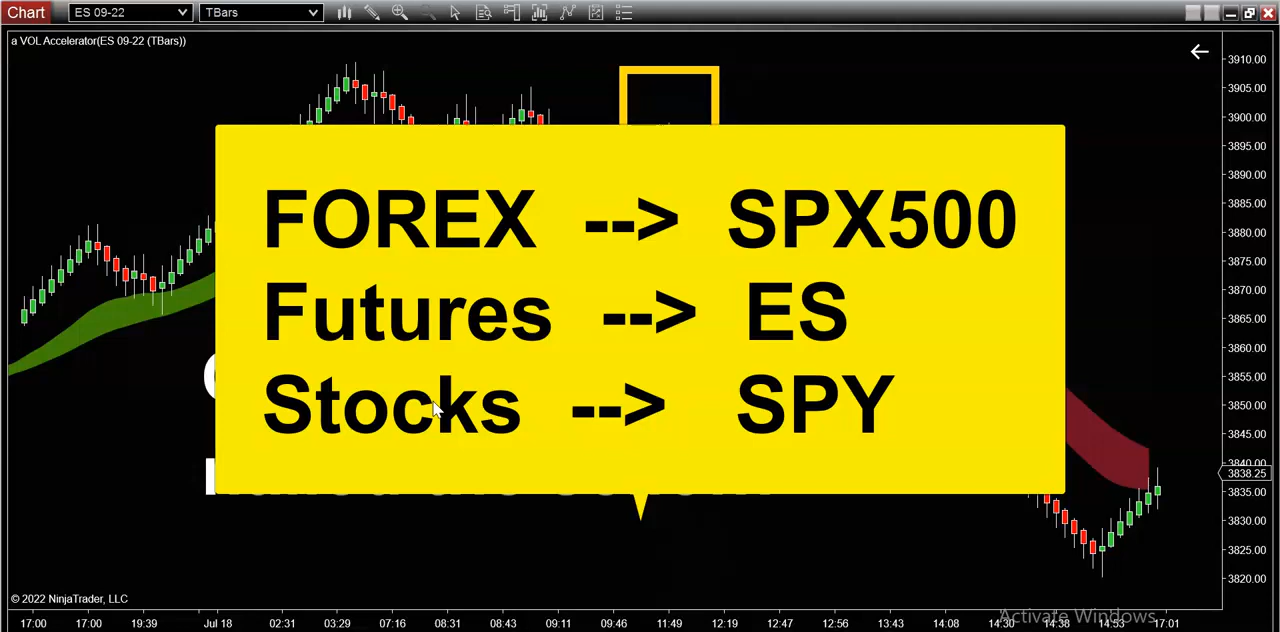 Chart ES 09-22 TBars
a VOL Accelerator(ES 09-22 (TBars))
3910.00
3905.00
3900.00
3895.00
3890.00
3885.00
3880.00
3875.00
3870.00
3865.00
3860.00
3855.00
3850.00
3845.00
3840.00
3838.25
3835.00
3830.00
3825.00
3820.00
FOREX --> SPX500
Futures --> ES
Stocks --> SPY
© 2022 NinjaTrader, LLC
Activate Windows
17:00 17:00 19:39 Jul 18 02:31 03:29 07:16 08:31 08:43 09:11 09:46 11:49 12:19 12:47 12:56 13:43 14:08 14:30 14:38 14:53 17:01